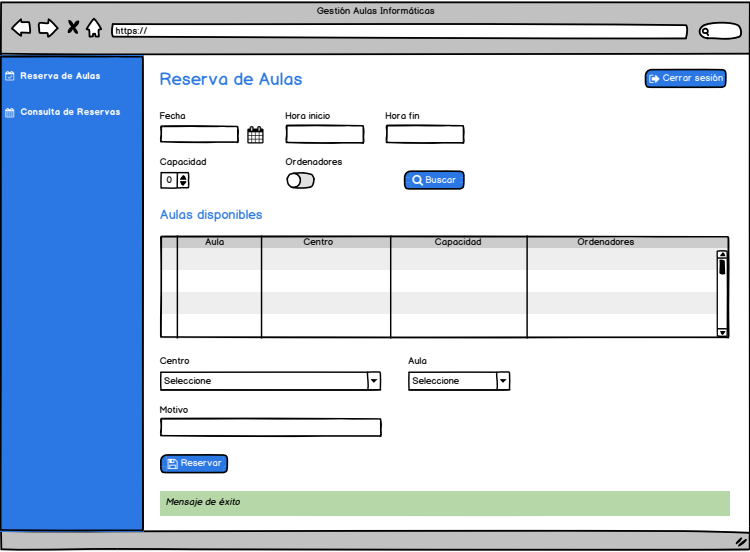 Gestión Aulas Informáticas
https://
Reserva de Aulas
Consulta de Reservas
Reserva de Aulas
Cerrar sesión
Fecha
Hora inicio
Hora fin
Capacidad
Ordenadores
0
Buscar
Aulas disponibles
Aula Centro Capacidad Ordenadores
Centro
Aula
Seleccione
Seleccione
Motivo
Reservar
Mensaje de éxito